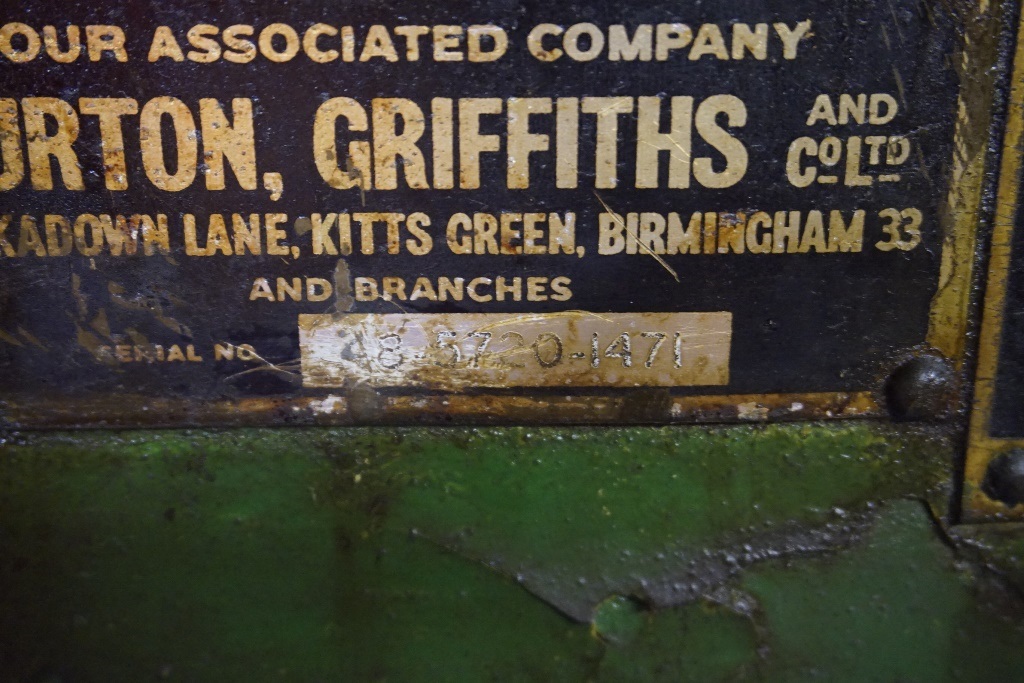 OUR ASSOCIATED COMPANY
URTON, GRIFFITHS AND CO LTD
KADOWN LANE, KITTS GREEN, BIRMINGHAM 33
AND BRANCHES
SERIAL NO 48-5720-1471